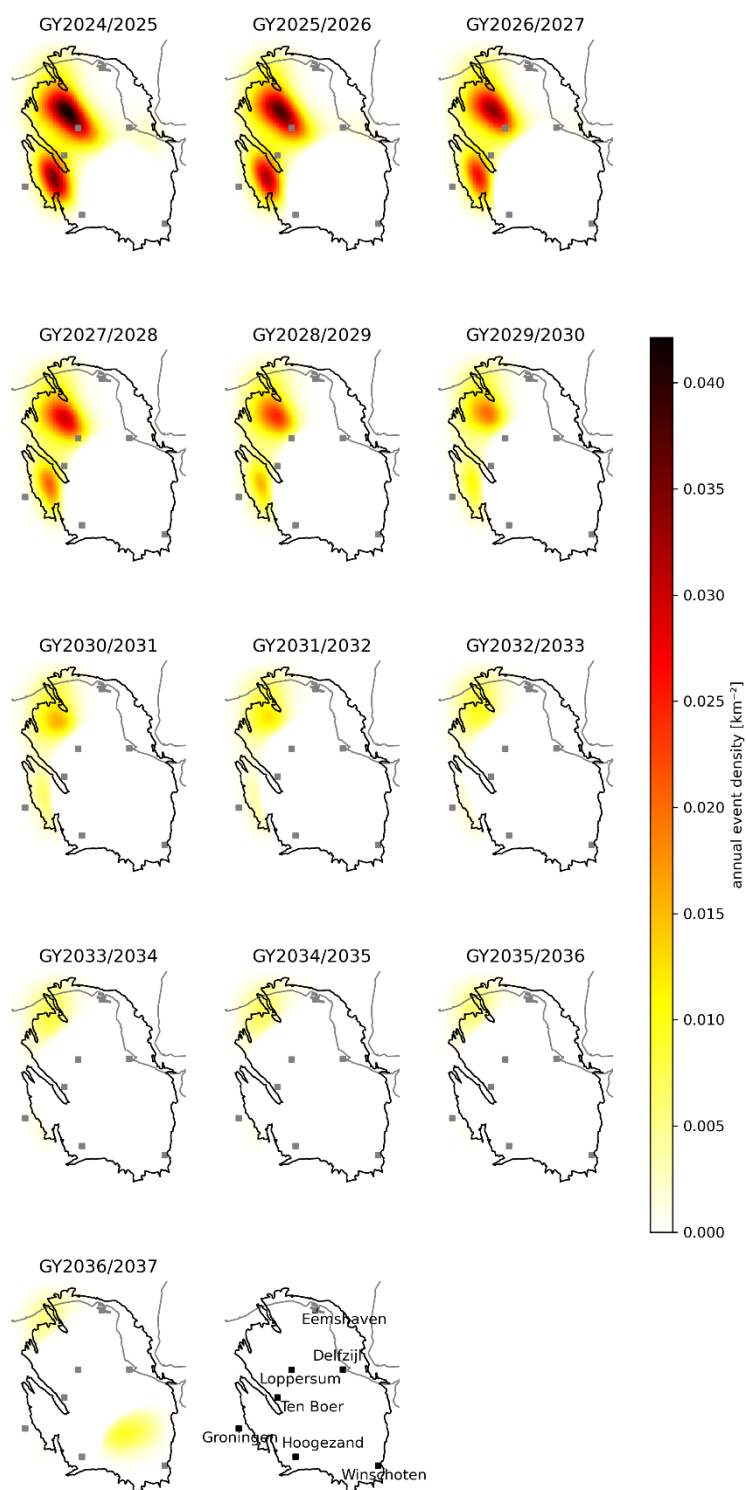 GY2024/2025
GY2025/2026
GY2026/2027
GY2027/2028
GY2028/2029
GY2029/2030
GY2030/2031
GY2031/2032
GY2032/2033
GY2033/2034
GY2034/2035
GY2035/2036
GY2036/2037
Eemshaven
Delfzijl
Loppersum
Ten Boer
Groningen
Hoogezand
Winschoten
0.040
0.035
0.030
0.025
0.020
0.015
0.010
0.005
0.000
annual event density [km⁻²]